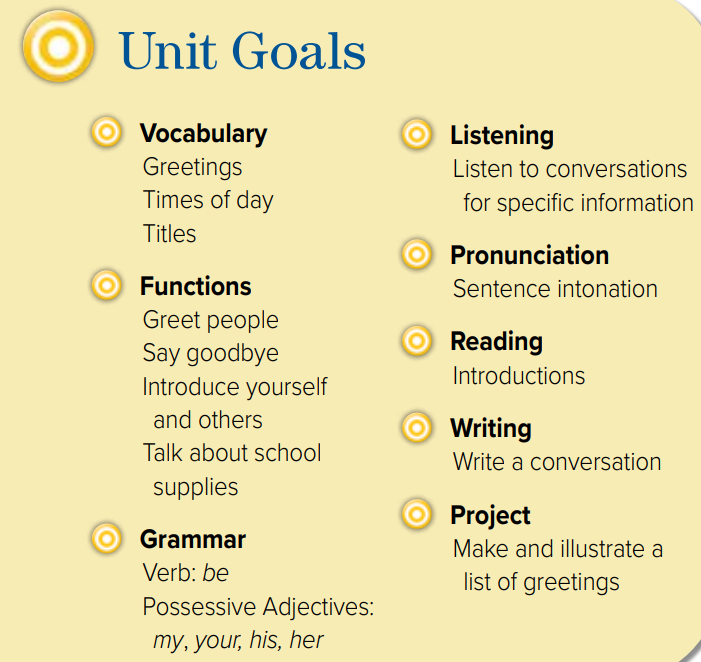 Unit Goals
Vocabulary
Greetings
Times of day
Titles
Functions
Greet people
Say goodbye
Introduce yourself
and others
Talk about school
supplies
Grammar
Verb: be
Possessive Adjectives:
my, your, his, her
Listening
Listen to conversations
for specific information
Pronunciation
Sentence intonation
Reading
Introductions
Writing
Write a conversation
Project
Make and illustrate a
list of greetings